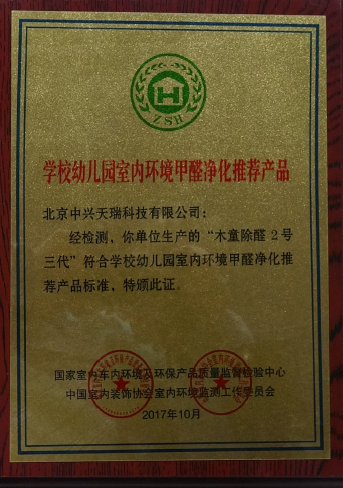 ZSH
学校幼儿园室内环境甲醛净化推荐产品
北京中兴天瑞科技有限公司：
经检测，你单位生产的“木童除醛2号
三代”符合学校幼儿园室内环境甲醛净化推
荐产品标准，特颁此证。
国家室内车内环境及环保产品质量监督检验中心
中国室内装饰协会室内环境监测工作委员会
2017年10月